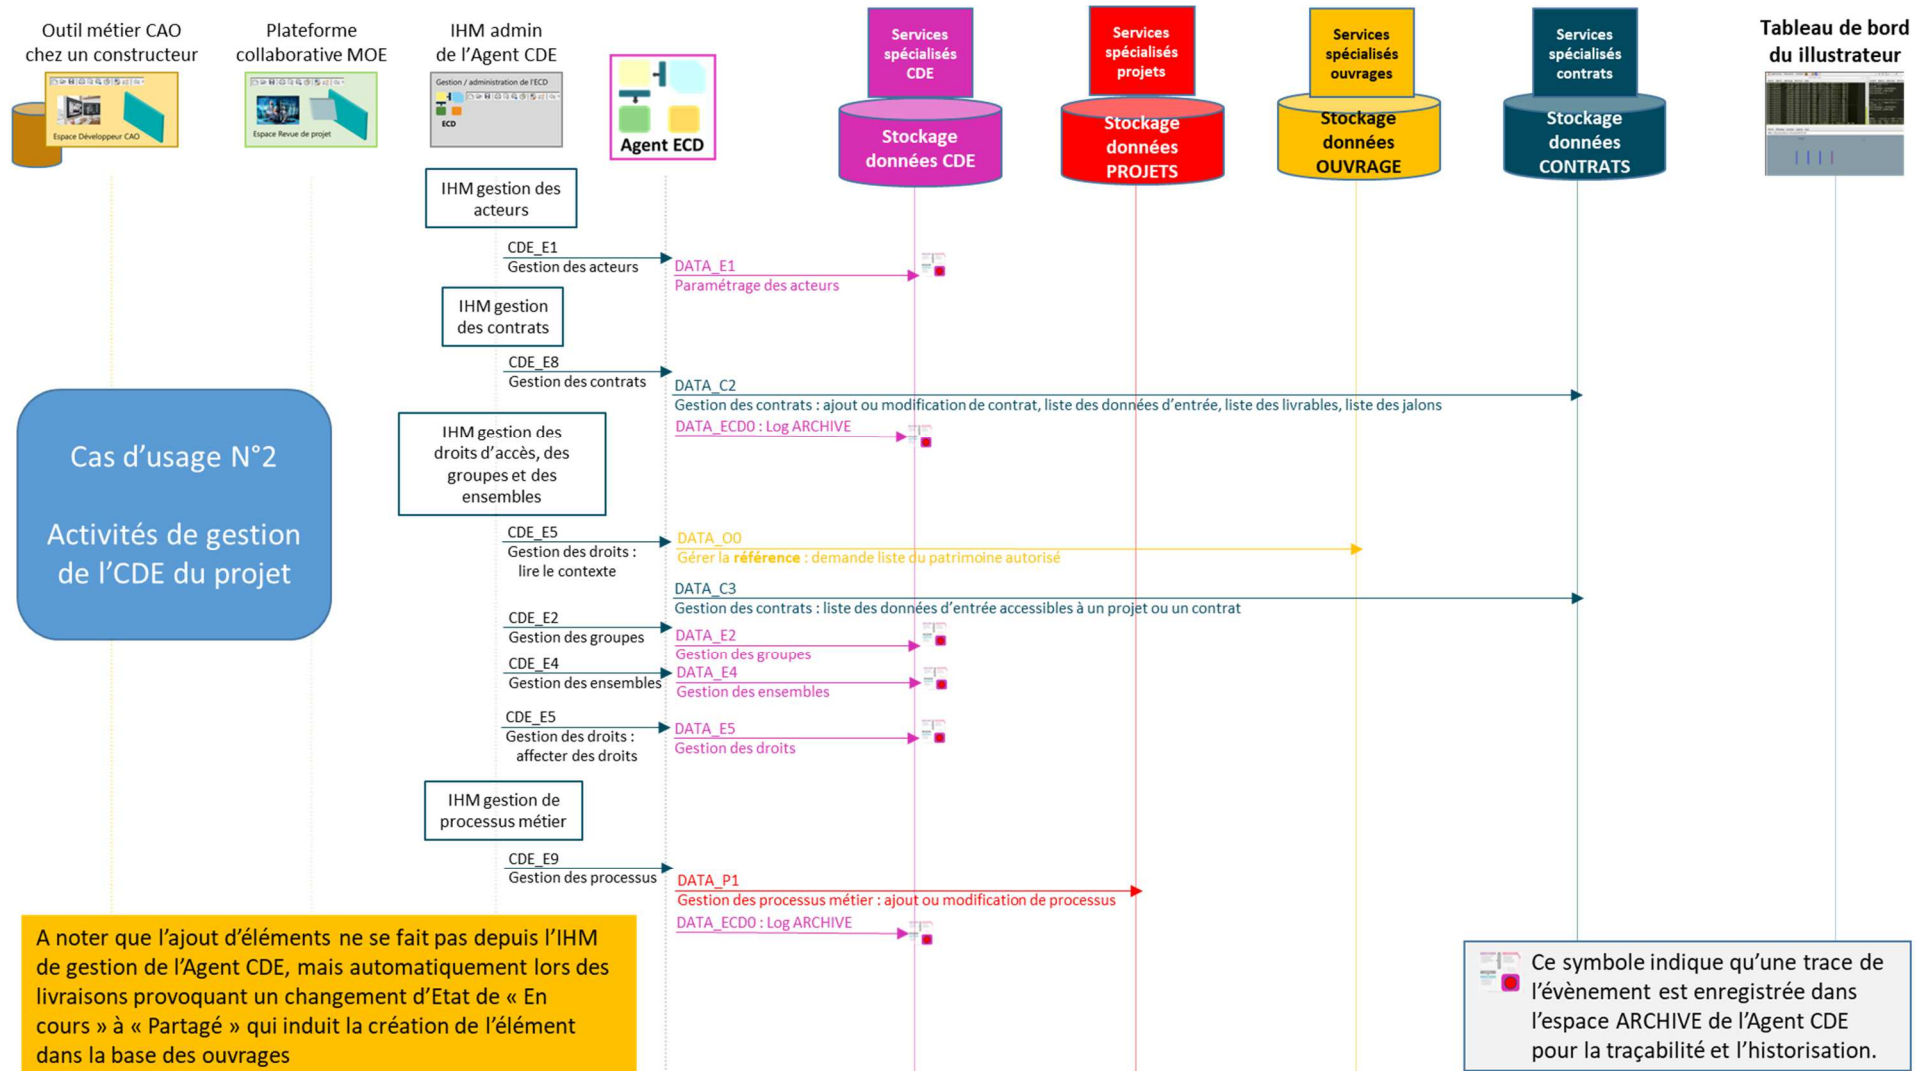 Outil métier CAO
chez un constructeur
Espace Développeur CAO
Plateforme
collaborative MOE
Espace Revue de projet
IHM admin
de l'Agent CDE
Gestion / administration de l'ECD
ECD
Agent ECD
Services
spécialisés
CDE
Stockage
données CDE
Services
spécialisés
projets
Stockage
données
PROJETS
Services
spécialisés
ouvrages
Stockage
données
OUVRAGE
Services
spécialisés
contrats
Stockage
données
CONTRATS
Tableau de bord
du illustrateur
IHM gestion des
acteurs
CDE_E1
Gestion des acteurs
DATA_E1
Paramétrage des acteurs
IHM gestion
des contrats
CDE_E8
Gestion des contrats
DATA_C2
Gestion des contrats : ajout ou modification de contrat, liste des données d'entrée, liste des livrables, liste des jalons
DATA_ECD0 : Log ARCHIVE
Cas d'usage N°2
Activités de gestion
de l'CDE du projet
IHM gestion des
droits d'accès, des
groupes et des
ensembles
CDE_E5
Gestion des droits :
lire le contexte
DATA_O0
Gérer la référence : demande liste du patrimoine autorisé
DATA_C3
Gestion des contrats : liste des données d'entrée accessibles à un projet ou un contrat
CDE_E2
Gestion des groupes
DATA_E2
Gestion des groupes
CDE_E4
Gestion des ensembles
DATA_E4
Gestion des ensembles
CDE_E5
Gestion des droits :
affecter des droits
DATA_E5
Gestion des droits
IHM gestion de
processus métier
CDE_E9
Gestion des processus
DATA_P1
Gestion des processus métier : ajout ou modification de processus
DATA_ECD0 : Log ARCHIVE
A noter que l'ajout d'éléments ne se fait pas depuis l'IHM
de gestion de l'Agent CDE, mais automatiquement lors des
livraisons provoquant un changement d'Etat de « En
cours » à « Partagé » qui induit la création de l'élément
dans la base des ouvrages
Ce symbole indique qu'une trace de
l'évènement est enregistrée dans
l'espace ARCHIVE de l'Agent CDE
pour la traçabilité et l'historisation.